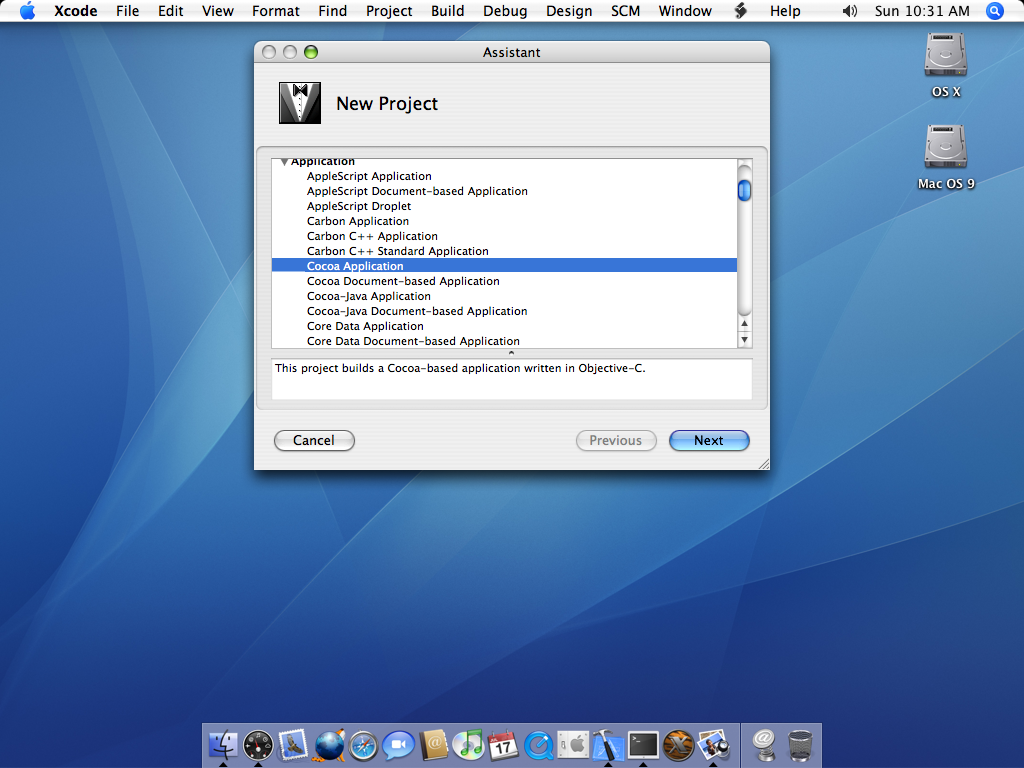 Xcode File Edit View Format Find Project Build Debug Design SCM Window Help Sun 10:31 AM
Assistant
OS X
New Project
Mac OS 9
Application
AppleScript Application
AppleScript Document-based Application
AppleScript Droplet
Carbon Application
Carbon C++ Application
Carbon C++ Standard Application
Cocoa Application
Cocoa Document-based Application
Cocoa-Java Application
Cocoa-Java Document-based Application
Core Data Application
Core Data Document-based Application
This project builds a Cocoa-based application written in Objective-C.
Cancel Previous Next
17